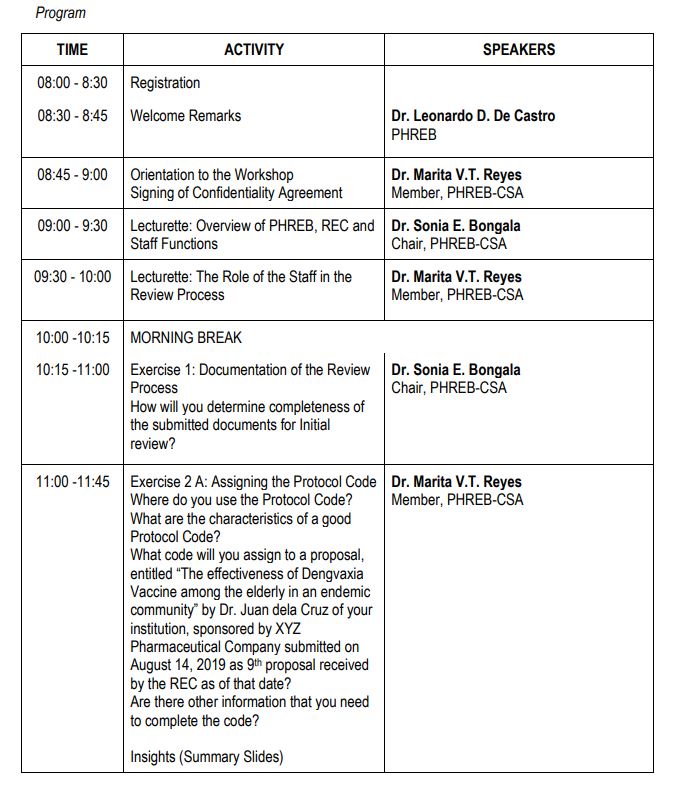 Program
TIME ACTIVITY SPEAKERS
08:00 - 8:30 Registration
08:30 - 8:45 Welcome Remarks Dr. Leonardo D. De Castro
PHREB
08:45 - 9:00 Orientation to the Workshop Dr. Marita V.T. Reyes
Signing of Confidentiality Agreement Member, PHREB-CSA
09:00 - 9:30 Lecturette: Overview of PHREB, REC and Dr. Sonia E. Bongala
Staff Functions Chair, PHREB-CSA
09:30 - 10:00 Lecturette: The Role of the Staff in the Dr. Marita V.T. Reyes
Review Process Member, PHREB-CSA
10:00 -10:15 MORNING BREAK
10:15 -11:00 Exercise 1: Documentation of the Review Dr. Sonia E. Bongala
Process Chair, PHREB-CSA
How will you determine completeness of
the submitted documents for Initial
review?
11:00 -11:45 Exercise 2 A: Assigning the Protocol Code Dr. Marita V.T. Reyes
Where do you use the Protocol Code? Member, PHREB-CSA
What are the characteristics of a good
Protocol Code?
What code will you assign to a proposal,
entitled “The effectiveness of Dengvaxia
Vaccine among the elderly in an endemic
community” by Dr. Juan dela Cruz of your
institution, sponsored by XYZ
Pharmaceutical Company submitted on
August 14, 2019 as 9th proposal received
by the REC as of that date?
Are there other information that you need
to complete the code?
Insights (Summary Slides)